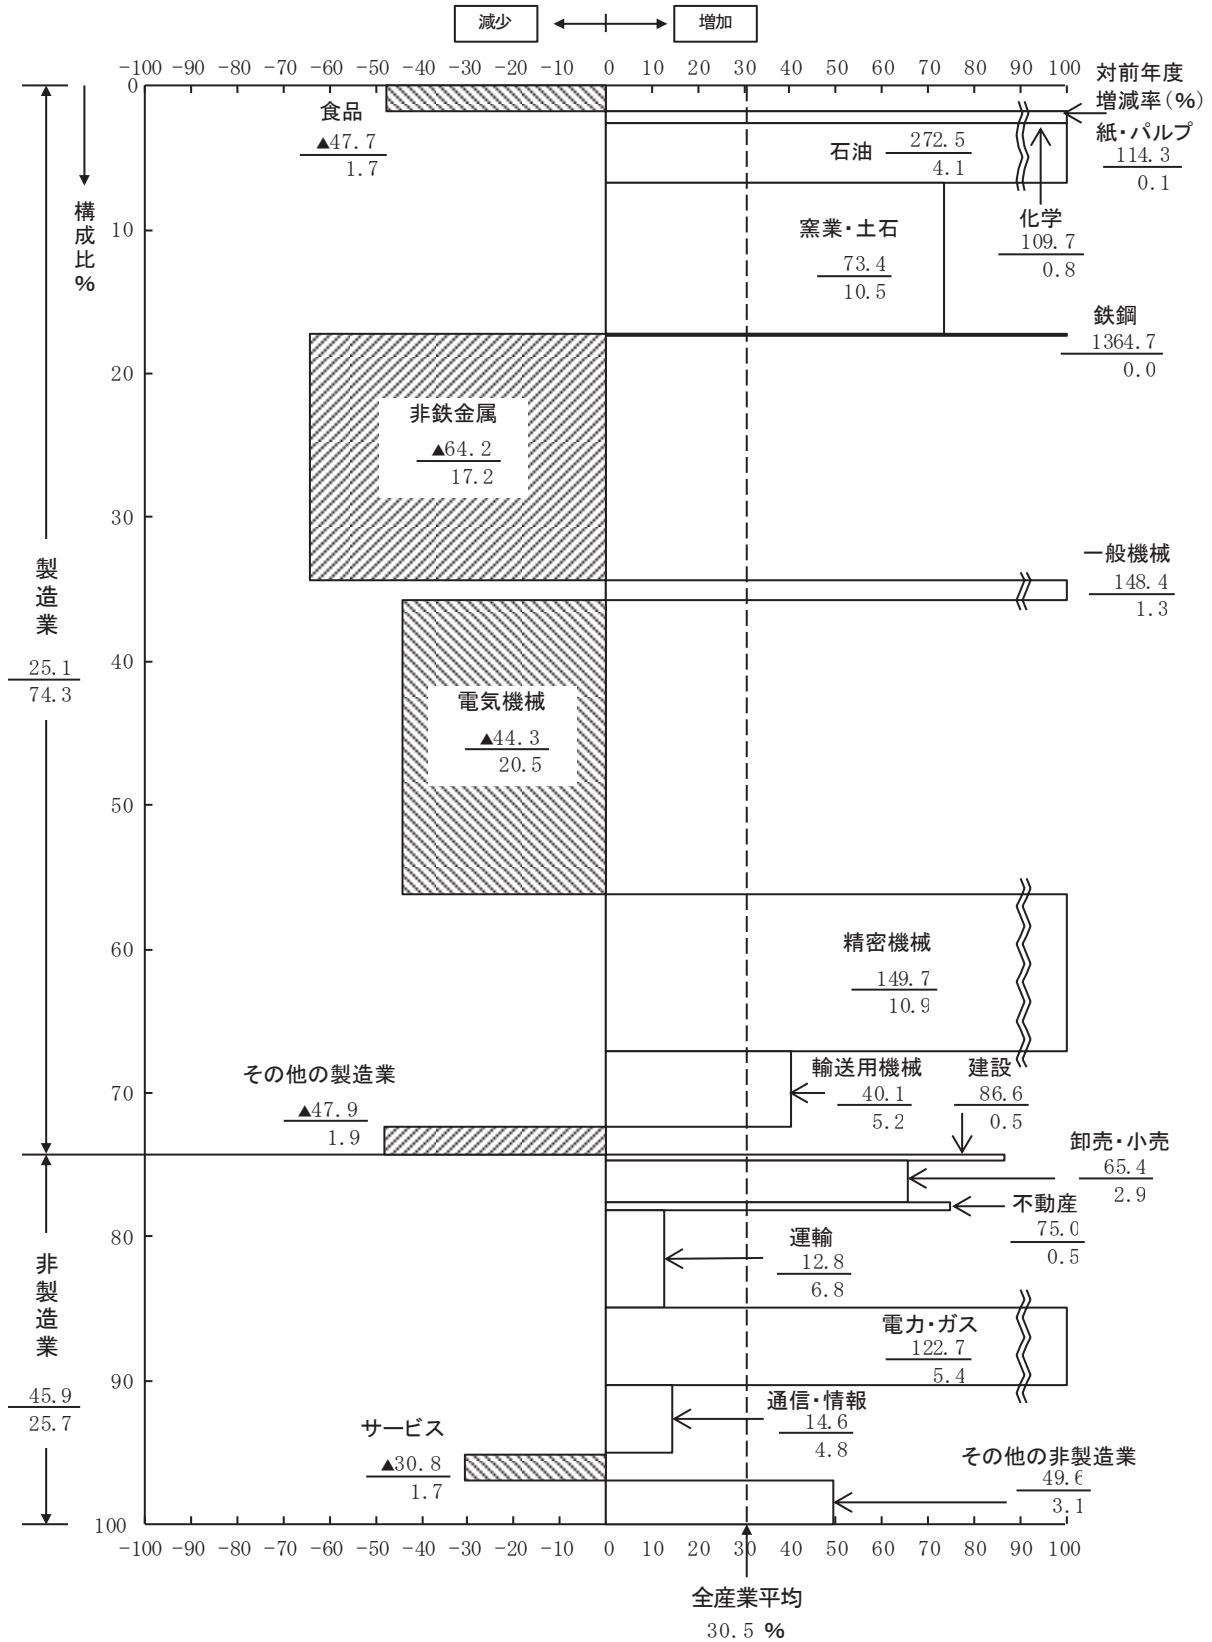 減少
増加
-100 -90 -80 -70 -60 -50 -40 -30 -20 -10 0 10 20 30 40 50 60 70 80 90 100
対前年度
増減率(%)
0
食品
▲47.7
1.7
紙・パルプ
114.3
0.1
石油
272.5
4.1
構成比%
10
化学
109.7
0.8
窯業・土石
73.4
10.5
鉄鋼
1364.7
0.0
20
非鉄金属
▲64.2
17.2
30
一般機械
148.4
1.3
製造業
25.1
74.3
40
電気機械
▲44.3
20.5
50
60
精密機械
149.7
10.9
その他の製造業
▲47.9
1.9
70
輸送用機械
40.1
5.2
建設
86.6
0.5
卸売・小売
65.4
2.9
不動産
75.0
0.5
80
運輸
12.8
6.8
非製造業
45.9
25.7
電力・ガス
122.7
5.4
90
通信・情報
14.6
4.8
サービス
▲30.8
1.7
その他の非製造業
49.6
3.1
100
-100 -90 -80 -70 -60 -50 -40 -30 -20 -10 0 10 20 30 40 50 60 70 80 90 100
全産業平均
30.5 %